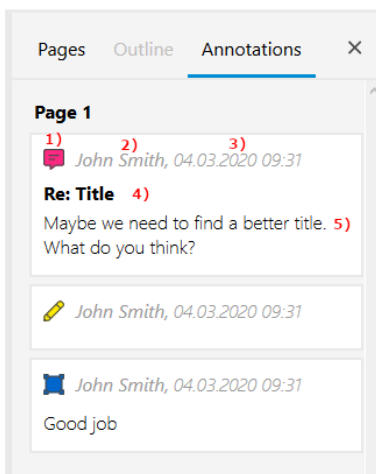 Pages Outline Annotations ×
Page 1
1) 2) 3)
John Smith, 04.03.2020 09:31
Re: Title 4)
Maybe we need to find a better title. 5)
What do you think?
John Smith, 04.03.2020 09:31
John Smith, 04.03.2020 09:31
Good job